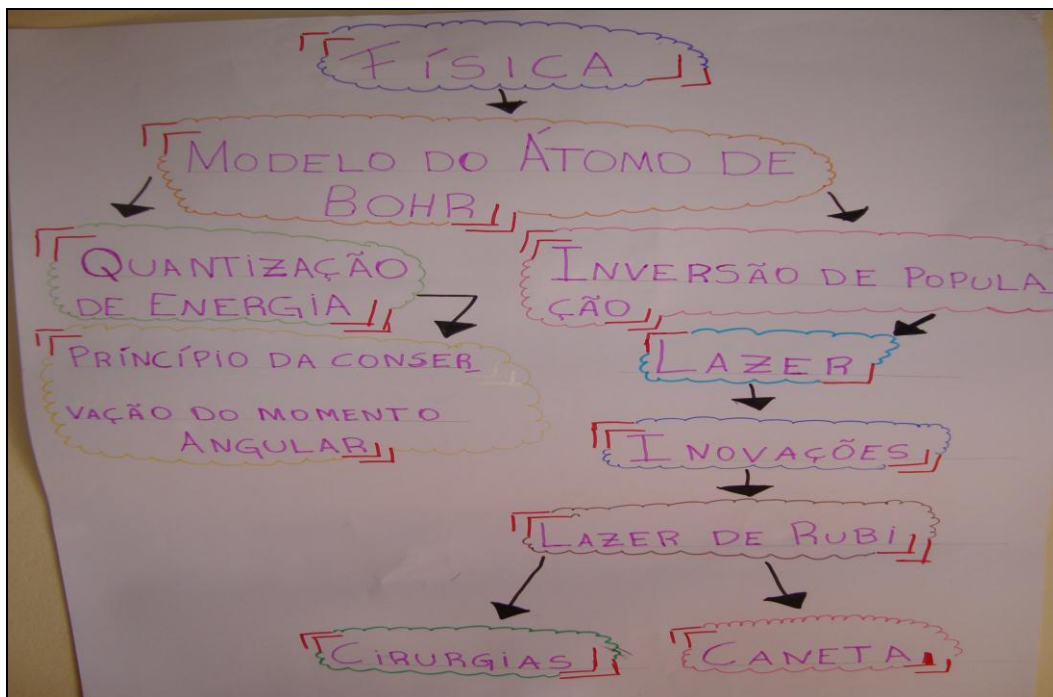 FÍSICA
MODELO DO ÁTOMO DE
BOHR
QUANTIZAÇÃO
DE ENERGIA
INVERSÃO DE POPULA
ÇÃO
PRINCÍPIO DA CONSER
VAÇÃO DO MOMENTO
ANGULAR
LAZER
INOVAÇÕES
LAZER DE RUBI
CIRURGIAS
CANETA